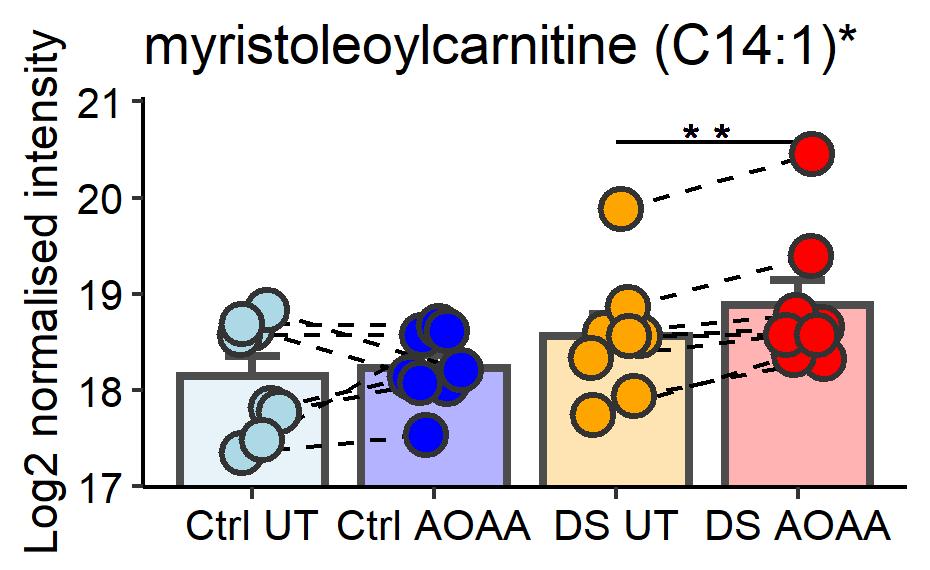 myristoleoylcarnitine (C14:1)*
Log2 normalised intensity
21
20
19
18
17
**
Ctrl UT Ctrl AOAA DS UT DS AOAA